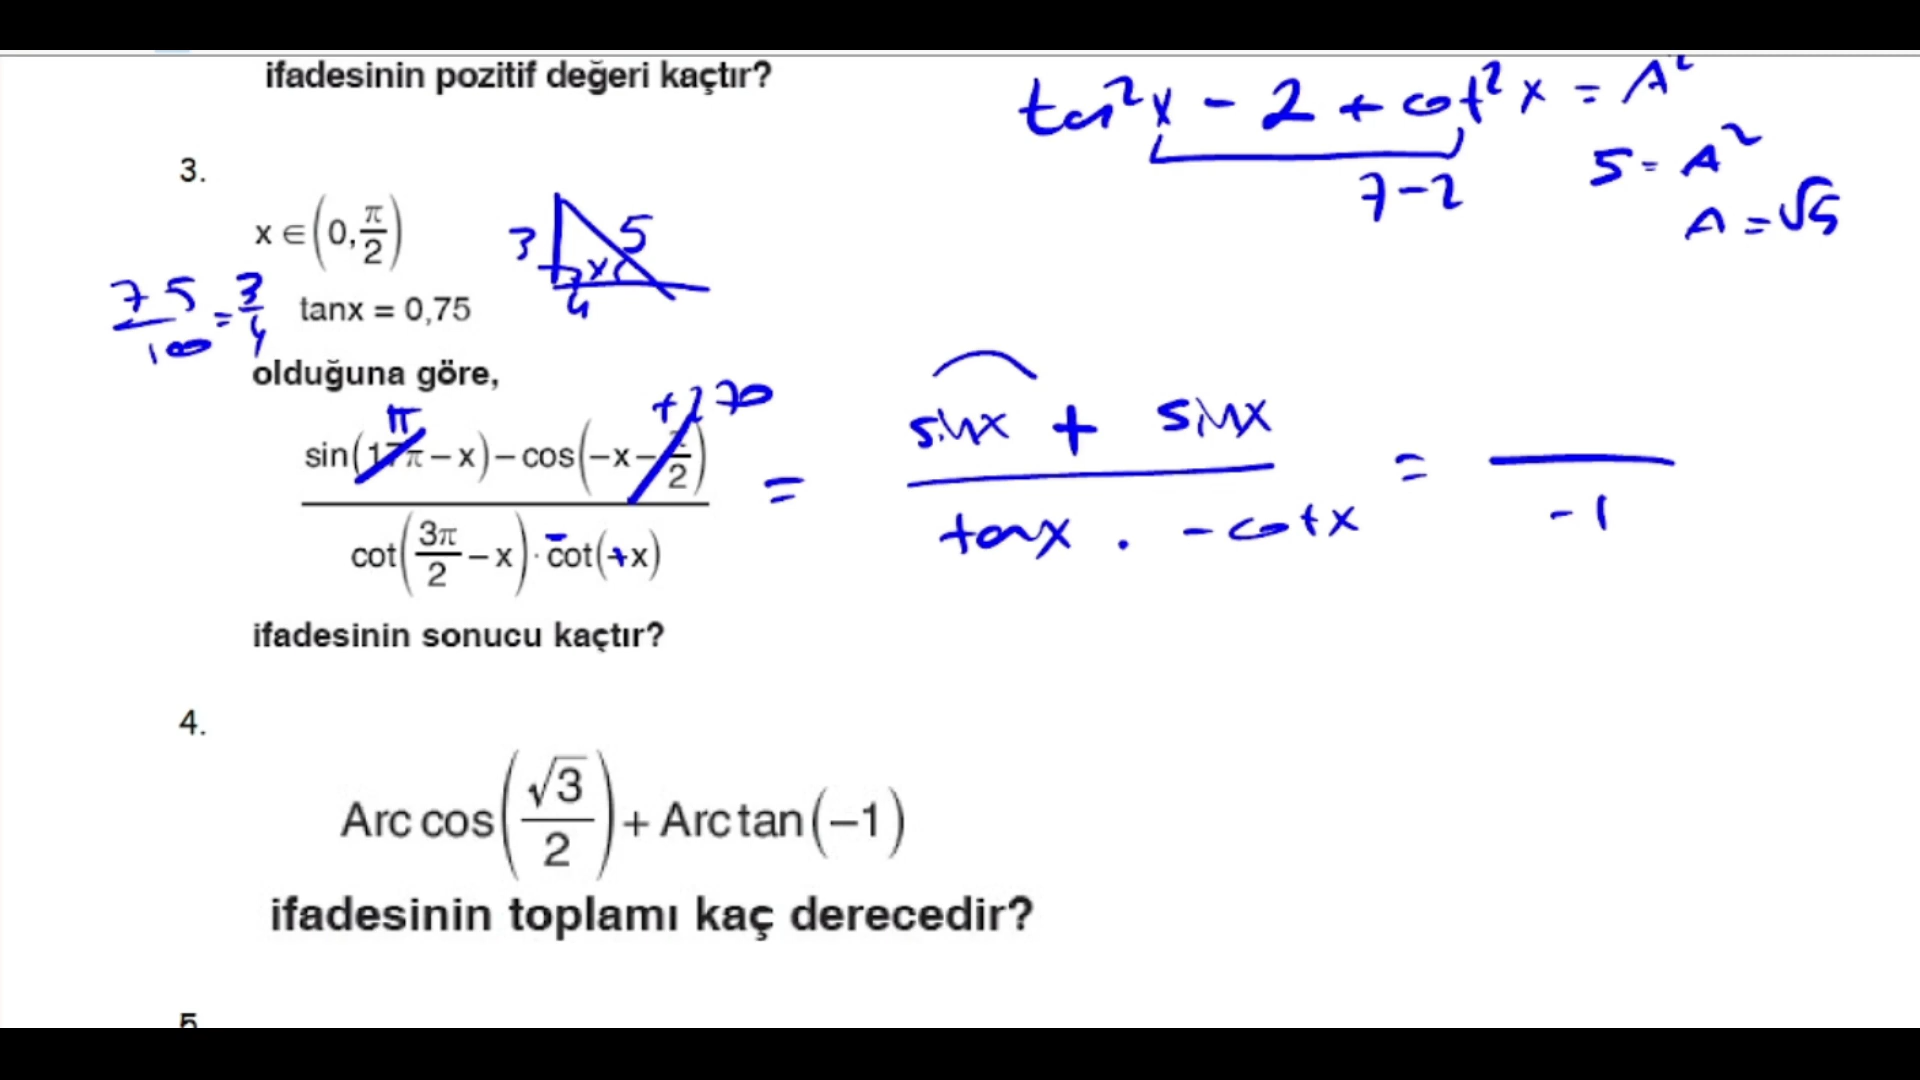 ifadesinin pozitif değeri kaçtır?
tan²x - 2 + cot²x = A²
7-2
5 = A²
A = √5
3.
x ∈ (0, π/2)
3 5 x 4
75/100 = 3/4
tanx = 0,75
olduğuna göre,
π +270
sin(17π – x) – cos(–x – π/2) = sinx + sinx =
cot(3π/2 – x) · -cot(+x) tanx . -cotx -1
ifadesinin sonucu kaçtır?
4.
Arc cos(√3/2) + Arc tan(–1)
ifadesinin toplamı kaç derecedir?
5